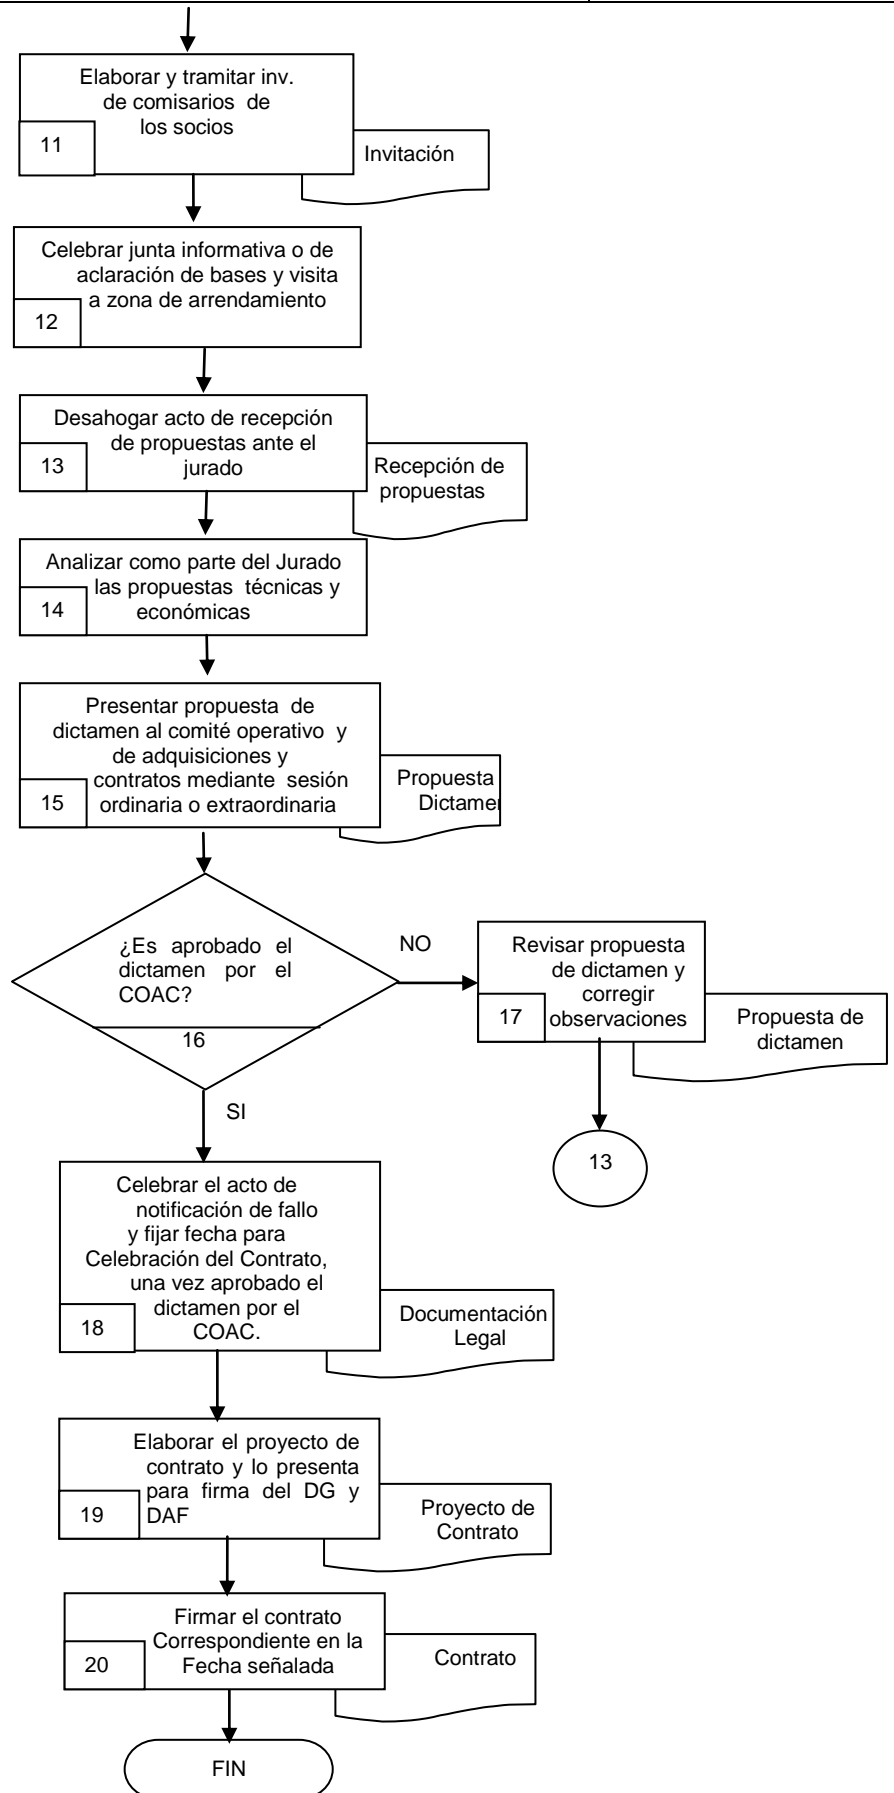 Elaborar y tramitar inv.
de comisarios de
los socios
11
Invitación
Celebrar junta informativa o de
aclaración de bases y visita
a zona de arrendamiento
12
Desahogar acto de recepción
de propuestas ante el
jurado
13
Recepción de
propuestas
Analizar como parte del Jurado
las propuestas técnicas y
económicas
14
Presentar propuesta de
dictamen al comité operativo y
de adquisiciones y
contratos mediante sesión
ordinaria o extraordinaria
15
Propuesta
Dictamen
¿Es aprobado el
dictamen por el
COAC?
16
NO
Revisar propuesta
de dictamen y
corregir
observaciones
17
Propuesta de
dictamen
13
SI
Celebrar el acto de
notificación de fallo
y fijar fecha para
Celebración del Contrato,
una vez aprobado el
dictamen por el
COAC.
18
Documentación
Legal
Elaborar el proyecto de
contrato y lo presenta
para firma del DG y
DAF
19
Proyecto de
Contrato
Firmar el contrato
Correspondiente en la
Fecha señalada
20
Contrato
FIN